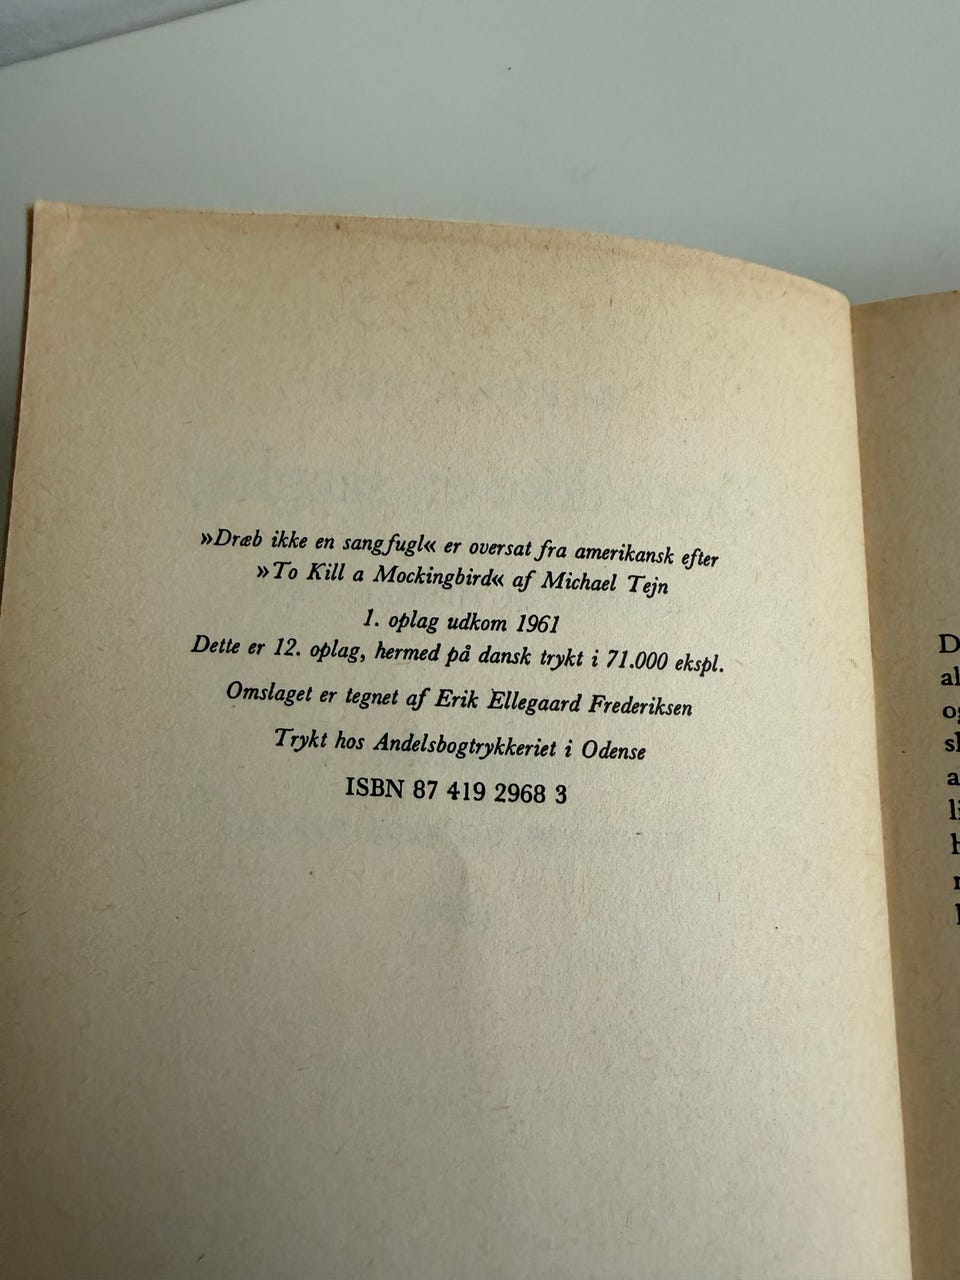 »Dræb ikke en sangfugl« er oversat fra amerikansk efter
»To Kill a Mockingbird« af Michael Tejn
1. oplag udkom 1961
Dette er 12. oplag, hermed på dansk trykt i 71.000 ekspl.
Omslaget er tegnet af Erik Ellegaard Frederiksen
Trykt hos Andelsbogtrykkeriet i Odense
ISBN 87 419 2968 3